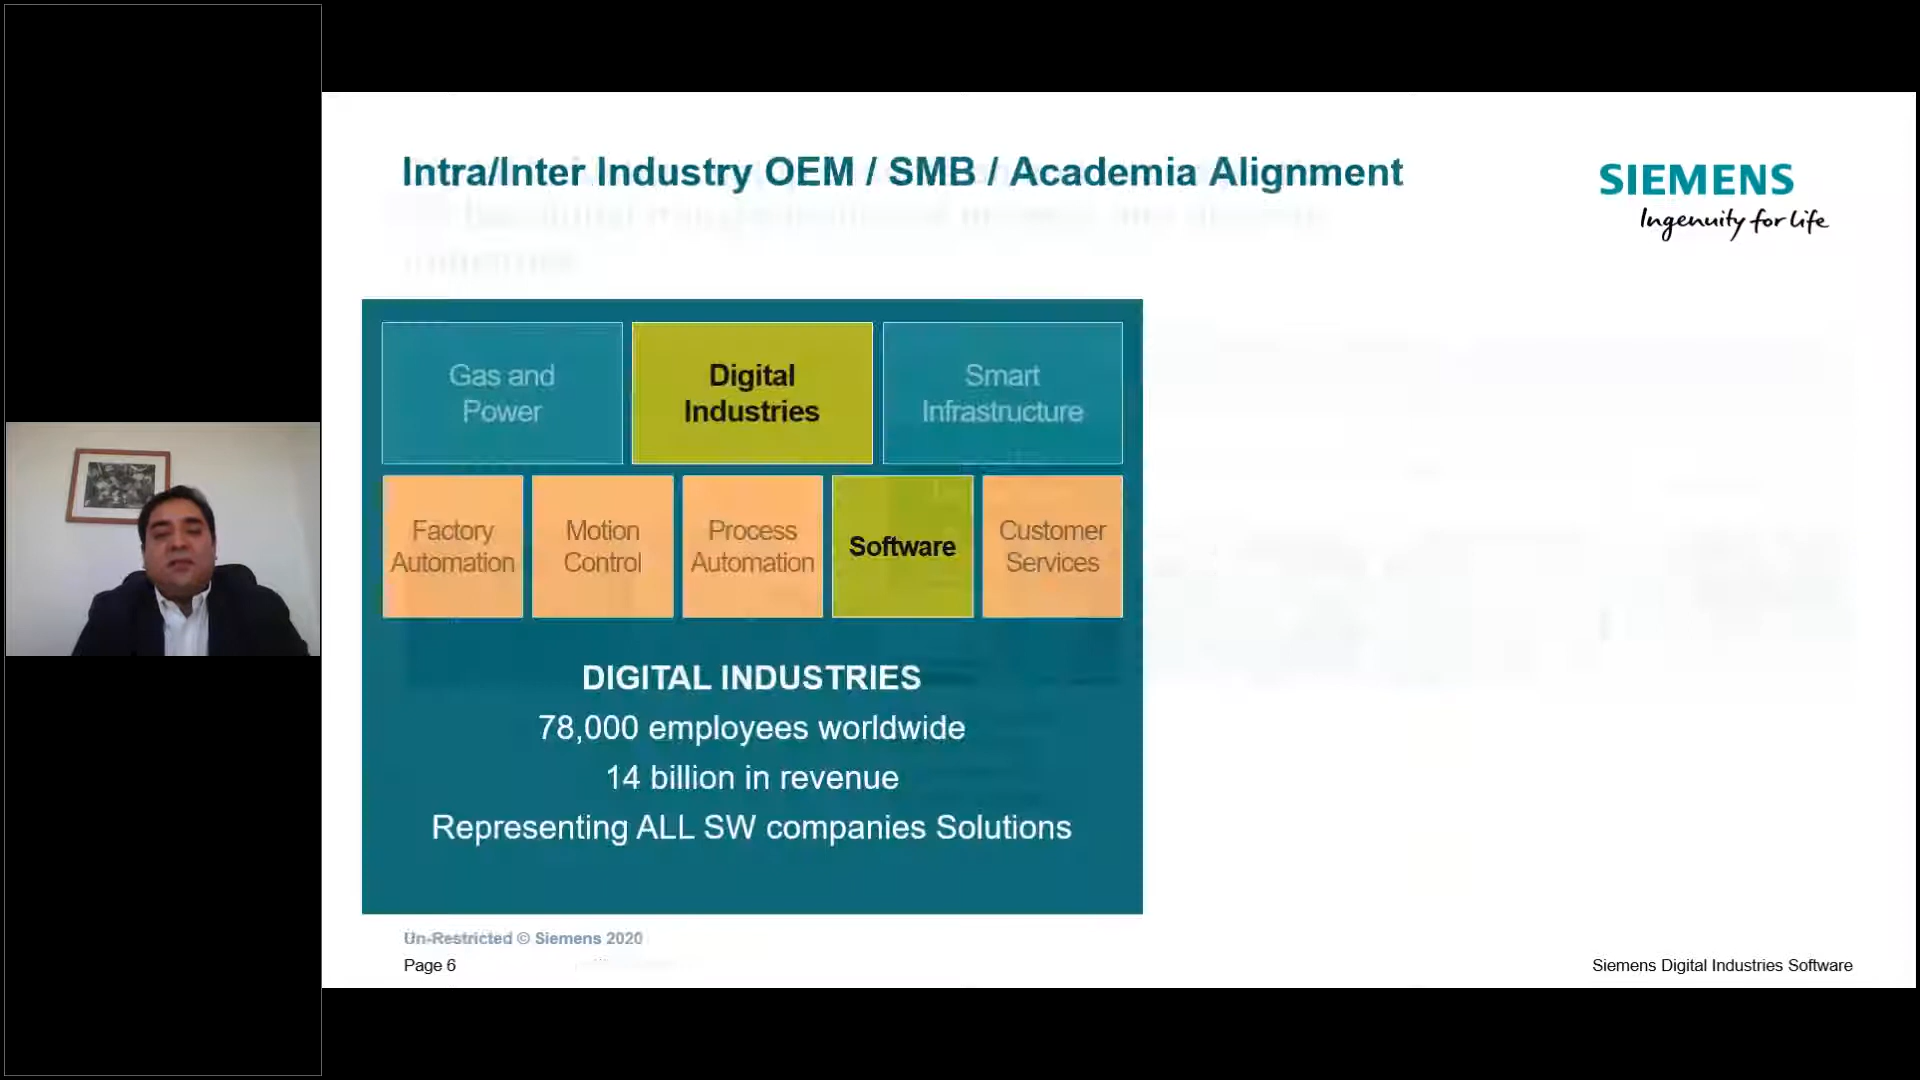 Intra/Inter Industry OEM / SMB / Academia Alignment
SIEMENS
Ingenuity for life
Gas and
Power
Digital
Industries
Smart
Infrastructure
Factory
Automation
Motion
Control
Process
Automation
Software
Customer
Services
DIGITAL INDUSTRIES
78,000 employees worldwide
14 billion in revenue
Representing ALL SW companies Solutions
Un-Restricted © Siemens 2020
Page 6
Siemens Digital Industries Software